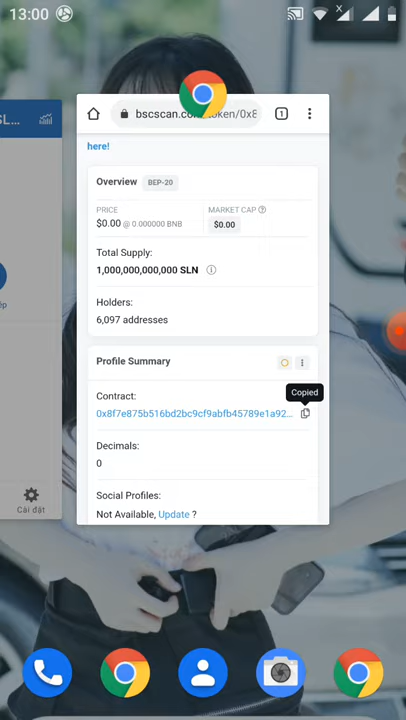 13:00
L...
bscscan.com/token/0x8
1
here!
Overview
BEP-20
PRICE
MARKET CAP
$0.00 @ 0.000000 BNB
$0.00
Total Supply:
1,000,000,000,000 SLN
Holders:
6,097 addresses
Profile Summary
Copied
Contract:
0x8f7e875b516bd2bc9cf9abfb45789e1a92...
Decimals:
0
Social Profiles:
Not Available, Update ?
Cài đặt